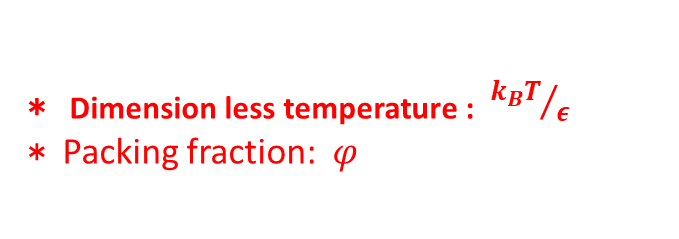 * Dimension less temperature : k_BT/ϵ
* Packing fraction: φ